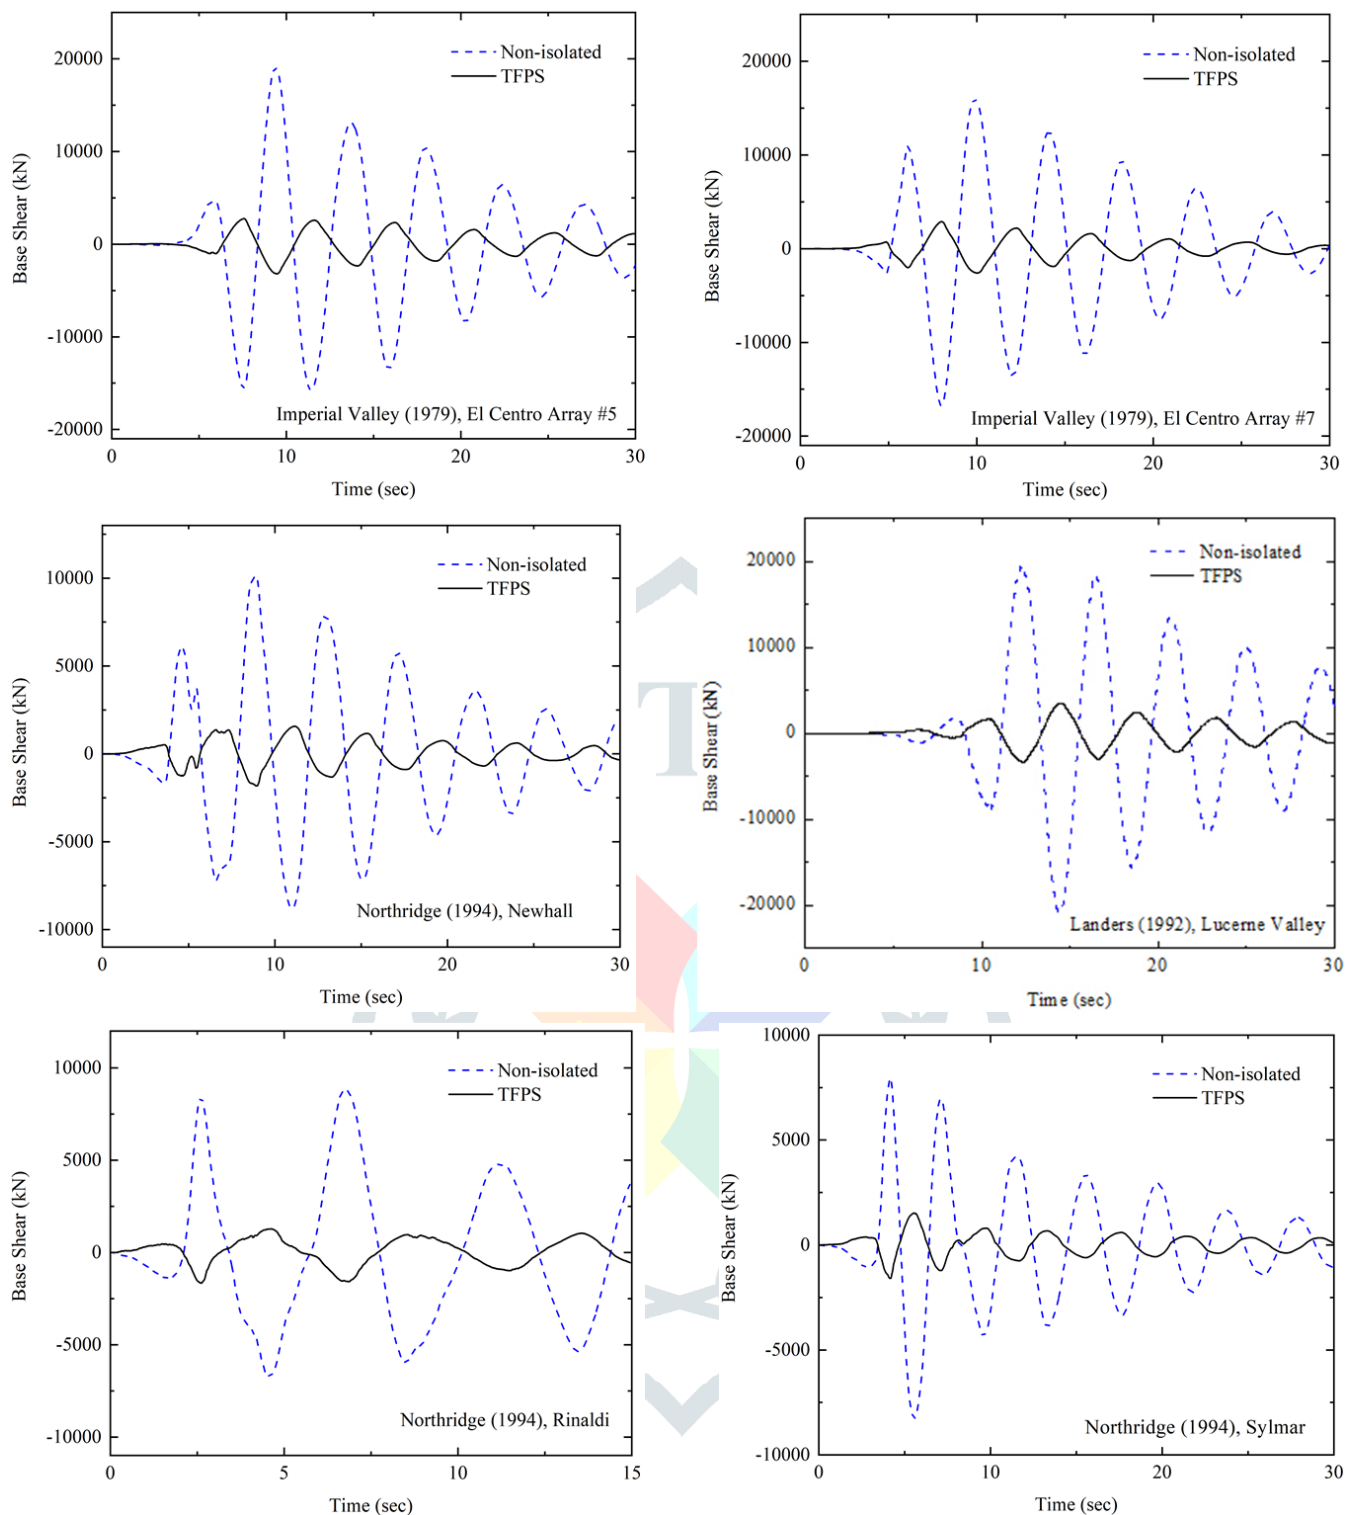 Non-isolated
TFPS
20000
10000
0
-10000
-20000
Base Shear (kN)
Imperial Valley (1979), El Centro Array #5
0 10 20 30
Time (sec)
Non-isolated
TFPS
20000
10000
0
-10000
-20000
Base Shear (kN)
Imperial Valley (1979), El Centro Array #7
0 10 20 30
Time (sec)
Non-isolated
TFPS
10000
5000
0
-5000
-10000
Base Shear (kN)
Northridge (1994), Newhall
0 10 20 30
Time (sec)
Non-isolated
TFPS
20000
10000
0
-10000
-20000
Base Shear (kN)
Landers (1992), Lucerne Valley
0 10 20 30
Time (sec)
Non-isolated
TFPS
10000
5000
0
-5000
-10000
Base Shear (kN)
Northridge (1994), Rinaldi
0 5 10 15
Time (sec)
Non-isolated
TFPS
10000
5000
0
-5000
-10000
Base Shear (kN)
Northridge (1994), Sylmar
0 10 20 30
Time (sec)